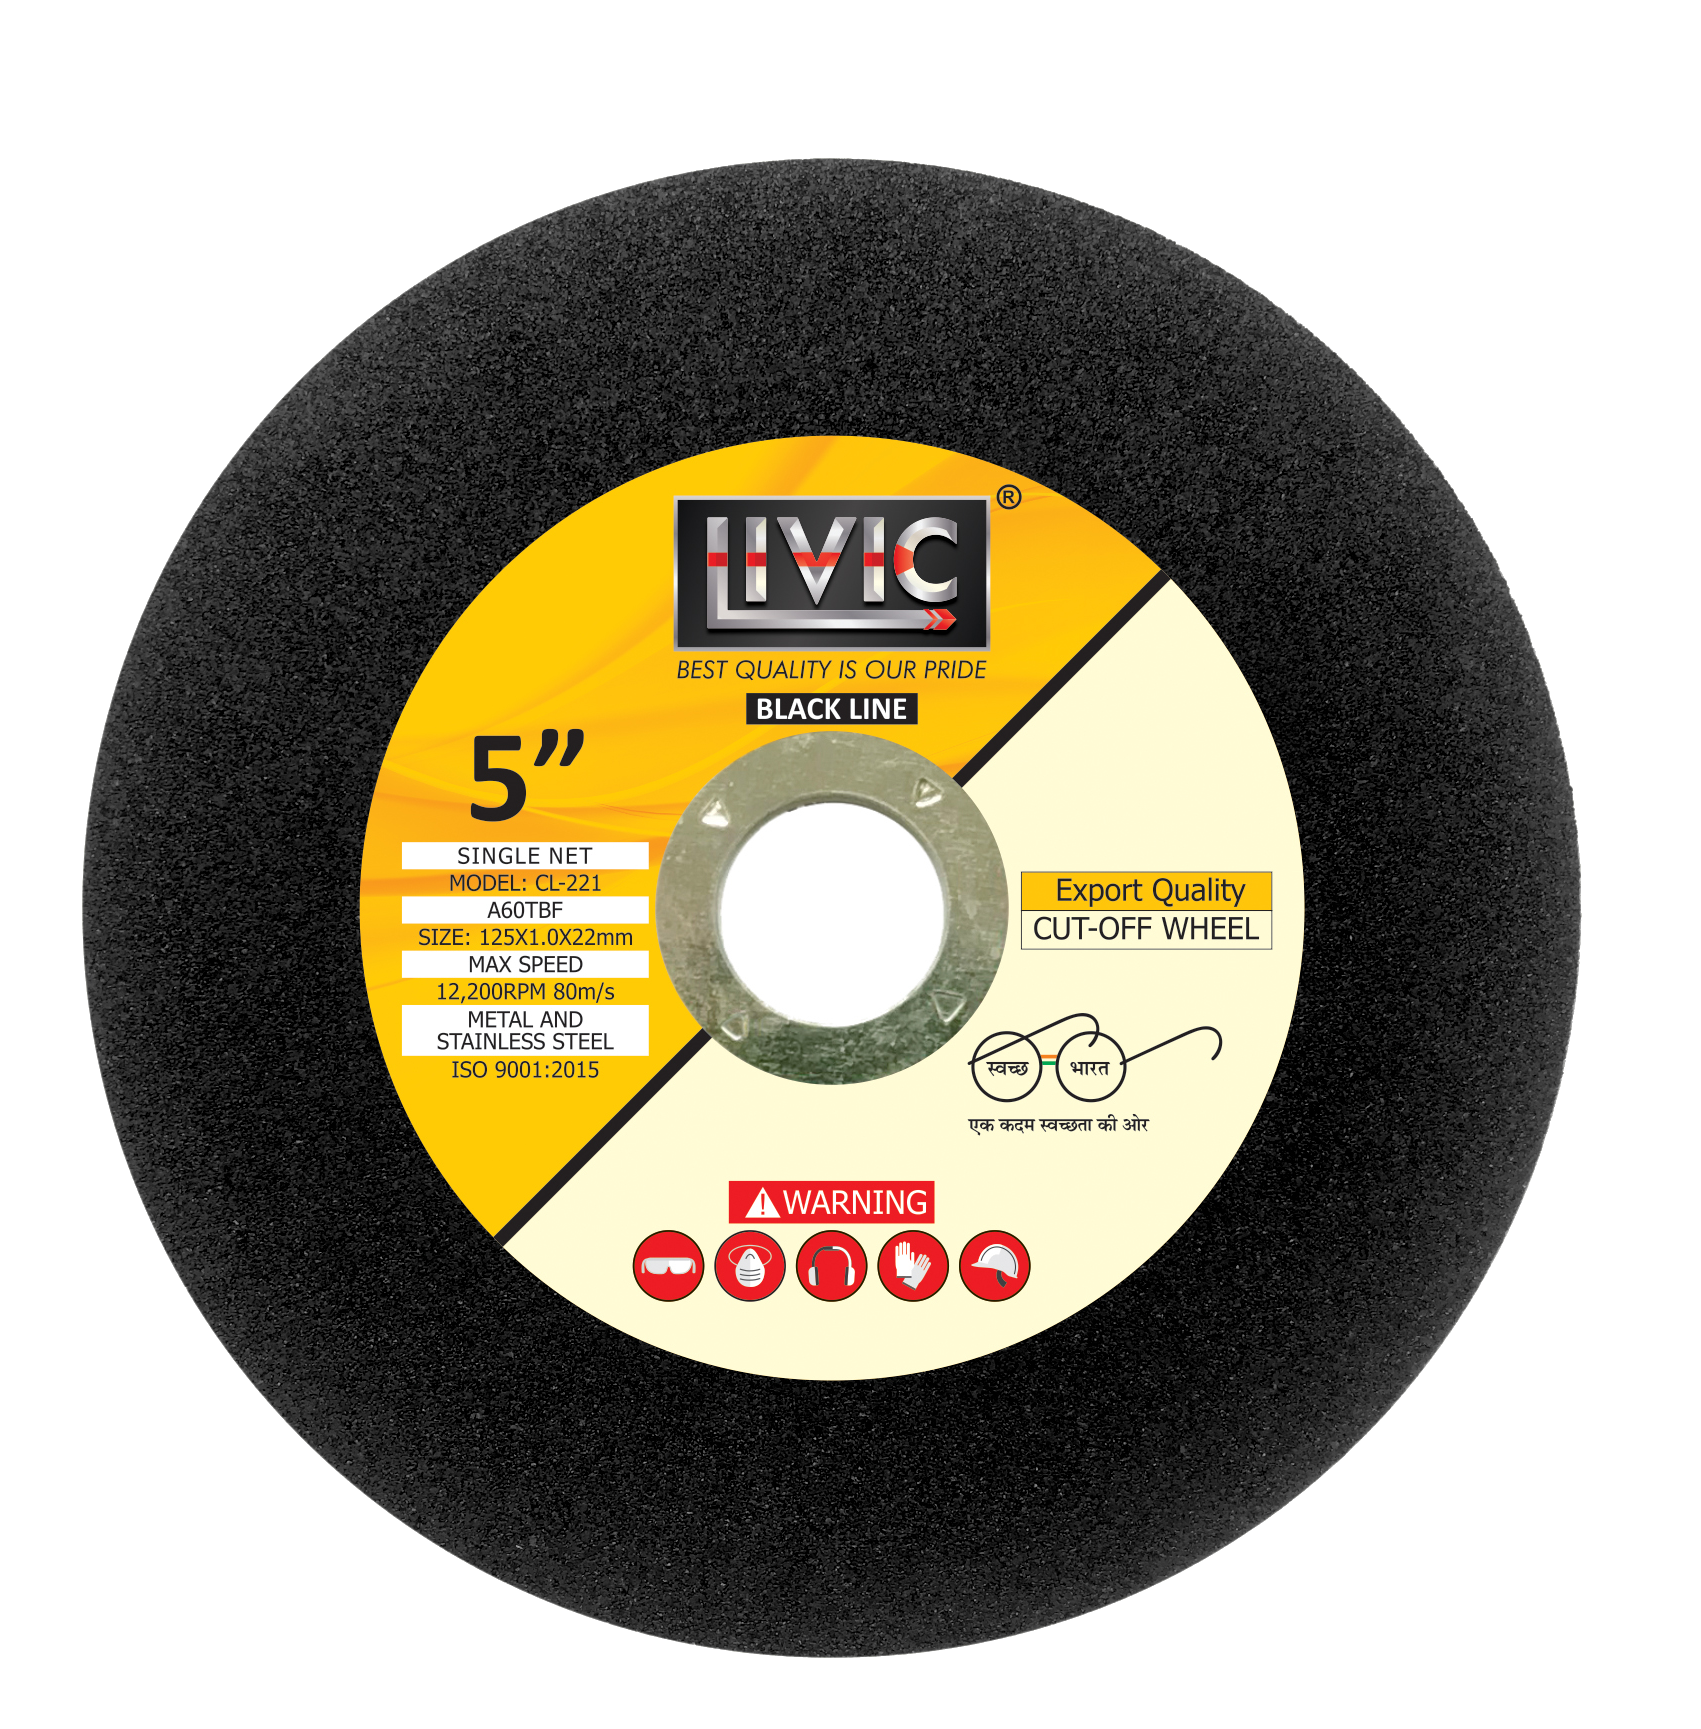 LIVIC ®
BEST QUALITY IS OUR PRIDE
BLACK LINE
5”
SINGLE NET
MODEL: CL-221
A60TBF
SIZE: 125X1.0X22mm
MAX SPEED
12,200RPM 80m/s
METAL AND
STAINLESS STEEL
ISO 9001:2015
Export Quality
CUT-OFF WHEEL
स्वच्छ भारत
एक कदम स्वच्छता की ओर
WARNING